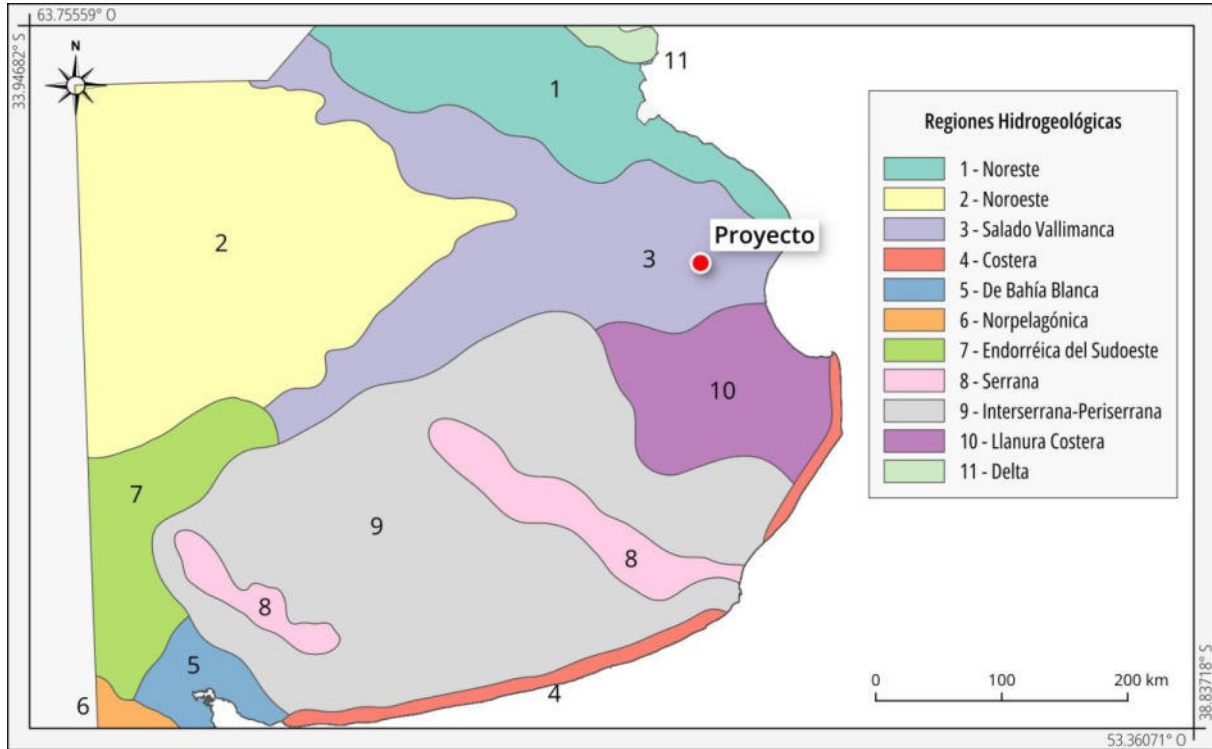 63.75559° O
33.94682° S
N
11
1
Regiones Hidrogeológicas
1 - Noreste
2 - Noroeste
3 - Salado Vallimanca
4 - Costera
5 - De Bahía Blanca
6 - Norpelagónica
7 - Endorréica del Sudoeste
8 - Serrana
9 - Interserrana-Periserrana
10 - Llanura Costera
11 - Delta
Proyecto
2
3
10
7
9
8
8
5
4
6
0 100 200 km
38.83718° S
53.36071° O